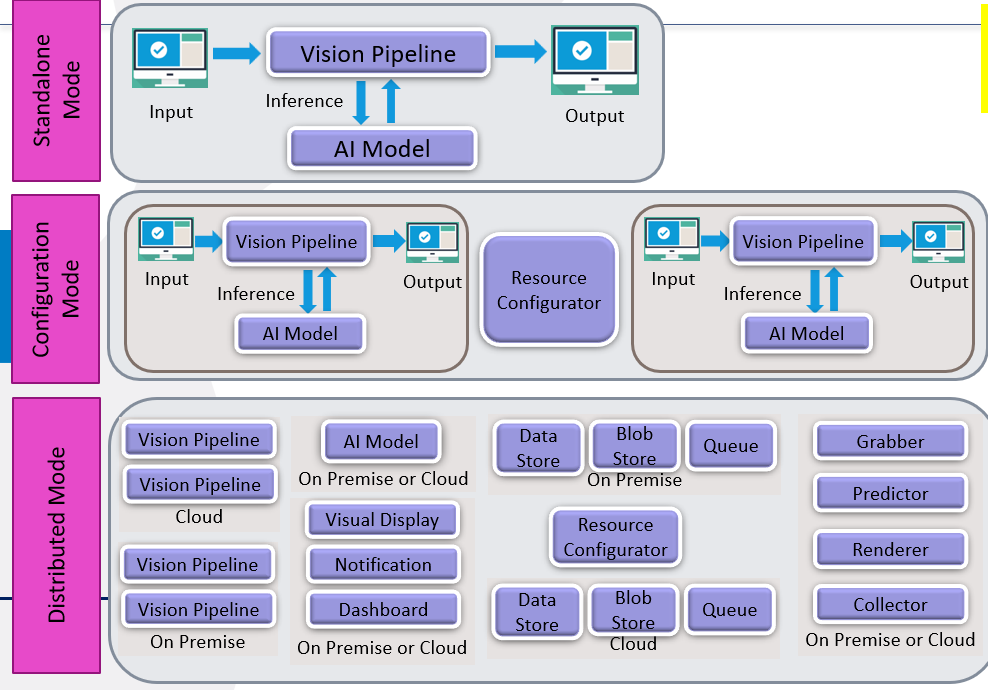 Standalone
Mode
Input
Vision Pipeline
Output
Inference
AI Model
Configuration
Mode
Input
Vision Pipeline
Output
Inference
AI Model
Resource
Configurator
Input
Vision Pipeline
Output
Inference
AI Model
Distributed Mode
Vision Pipeline
Vision Pipeline
Cloud
Vision Pipeline
Vision Pipeline
On Premise
AI Model
On Premise or Cloud
Visual Display
Notification
Dashboard
On Premise or Cloud
Data
Store
Blob
Store
Queue
On Premise
Resource
Configurator
Data
Store
Blob
Store
Queue
Cloud
Grabber
Predictor
Renderer
Collector
On Premise or Cloud